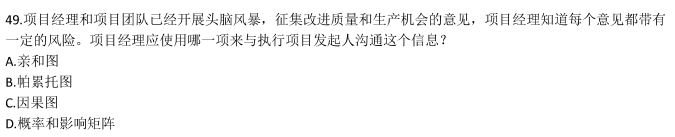 49.项目经理和项目团队已经开展头脑风暴，征集改进质量和生产机会的意见，项目经理知道每个意见都带有
一定的风险。项目经理应使用哪一项来与执行项目发起人沟通这个信息？
A.亲和图
B.帕累托图
C.因果图
D.概率和影响矩阵